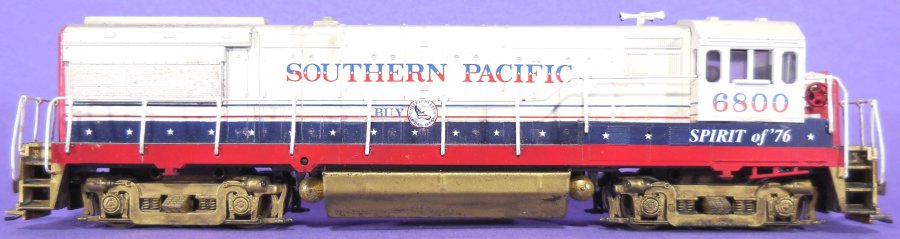 SOUTHERN PACIFIC
BUY
6800
SPIRIT of '76